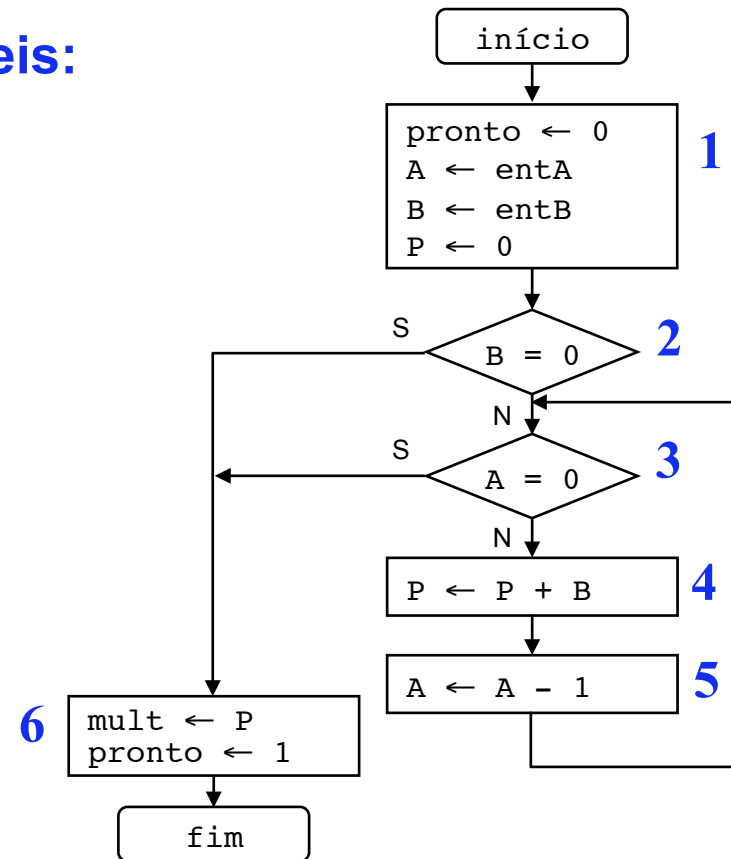 eis:
início
pronto ← 0
A ← entA
B ← entB
P ← 0
1
S
B = 0
2
N
S
A = 0
3
N
P ← P + B
4
A ← A - 1
5
6
mult ← P
pronto ← 1
fim